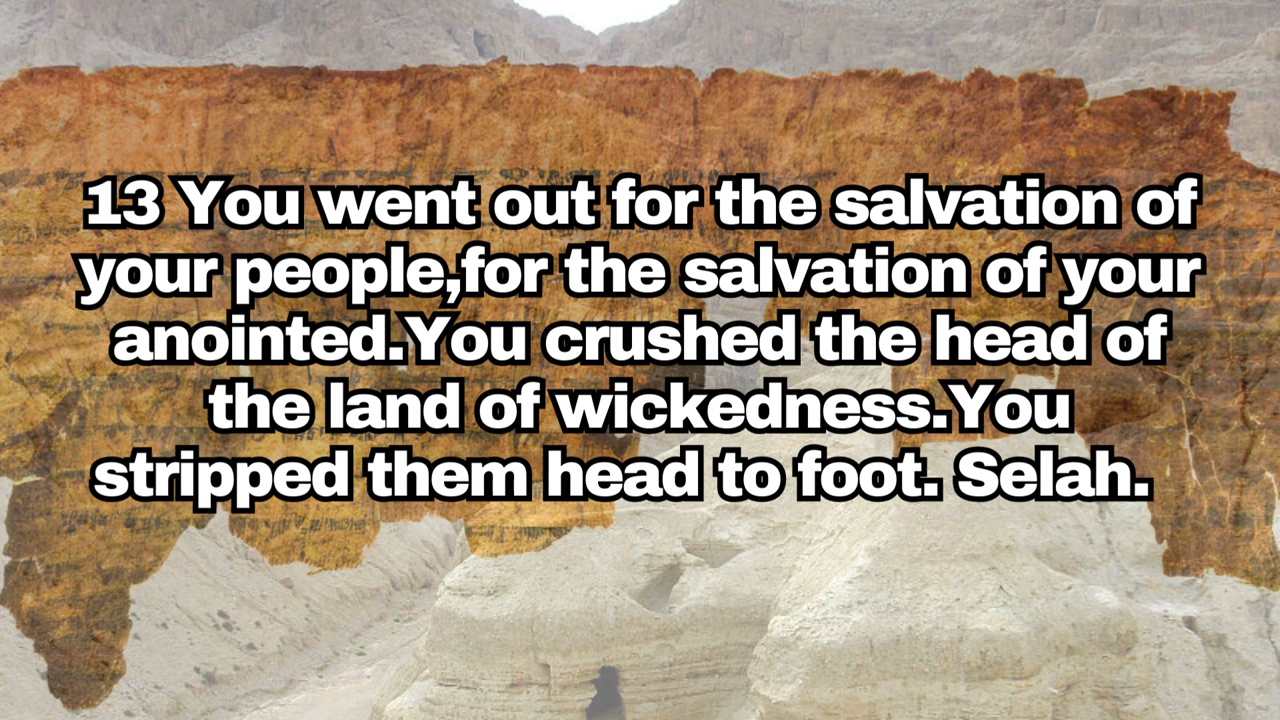 13 You went out for the salvation of
your people,for the salvation of your
anointed.You crushed the head of
the land of wickedness.You
stripped them head to foot. Selah.